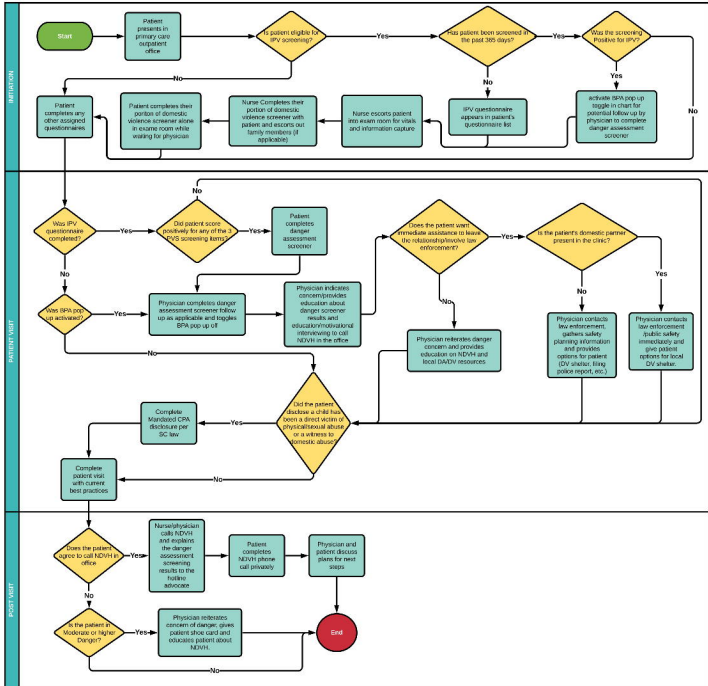 INITIATION
Start
Patient
presents in
primary care
outpatient
office
Is patient eligible for
IPV screening?
Yes
Has patient been screened in
the past 365 days?
Yes
Was the screening
Positive for IPV?
No
No
Yes
No
Patient
completes any
other assigned
questionnaires
Patient completes their
portion of domestic
violence screener alone
in exame room while
waiting for physician
Nurse Completes their
portion of domestic
violence screener with
patient and escorts out
family members (if
applicable)
Nurse escorts patient
into exam room for vitals
and information capture
IPV questionnaire
appears in patient's
questionnaire list
activate BPA pop up
toggle in chart for
potential follow up by
physician to complete
danger assessment
screener
PATIENT VISIT
No
Was IPV
questionnaire
completed?
Yes
Did patient score
positively for any of the 3
PVS screening items?
Yes
Patient
completes
danger
assessment
screener
Does the patient want
immediate assistance to leave
the relationship/involve law
enforcement?
Yes
Is the patient's domestic partner
present in the clinic?
No
No
Yes
No
Was BPA pop
up activated?
Yes
Physician completes danger
assessment screener follow
up as applicable and toggles
BPA pop up off
Physician indicates
concern/provides
education about
danger screener
results and
education/motivational
interviewing to call
NDVH in the office
Physician reiterates danger
concern and provides
education on NDVH and
local DA/DV resources
Physician contacts
law enforcement,
gathers safety
planning information
and provides
options for patient
(DV shelter, filing
police report, etc.)
Physician contacts
law enforcement
/public safety
immediately and
give patient
options for local
DV shelter.
No
Complete
Mandated CPA
disclosure per
SC law
Yes
Did the patient
disclose a child has
been a direct victim of
physical/sexual abuse
or a witness to
domestic abuse?
No
Complete
patient visit
with current
best practices
POST VISIT
Does the patient
agree to call NDVH in
office
Yes
Nurse/physician
calls NDVH and
and explains the
danger
assessment
screening
results to the
hotline
advocate
Patient
completes
NDVH phone
call privately
Physician and
patient discuss
plans for next
steps
No
Is the patient in
Moderate or higher
Danger?
Yes
Physician reiterates
concern of danger, gives
patient shoe card and
educates patient about
NDVH.
End
No